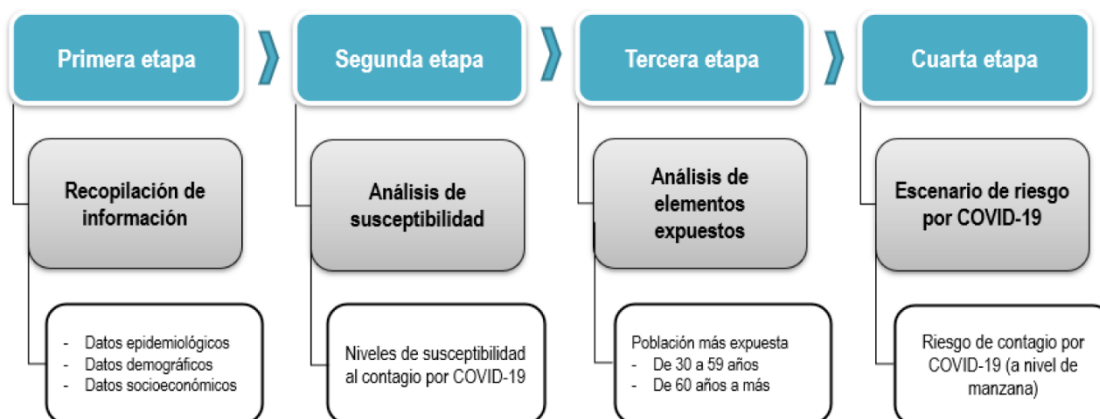 Primera etapa
Segunda etapa
Tercera etapa
Cuarta etapa
Recopilación de
información
Análisis de
susceptibilidad
Análisis de
elementos
expuestos
Escenario de riesgo
por COVID-19
- Datos epidemiológicos
- Datos demográficos
- Datos socioeconómicos
Niveles de susceptibilidad
al contagio por COVID-19
Población más expuesta
- De 30 a 59 años
- De 60 años a más
Riesgo de contagio por
COVID-19 (a nivel de
manzana)